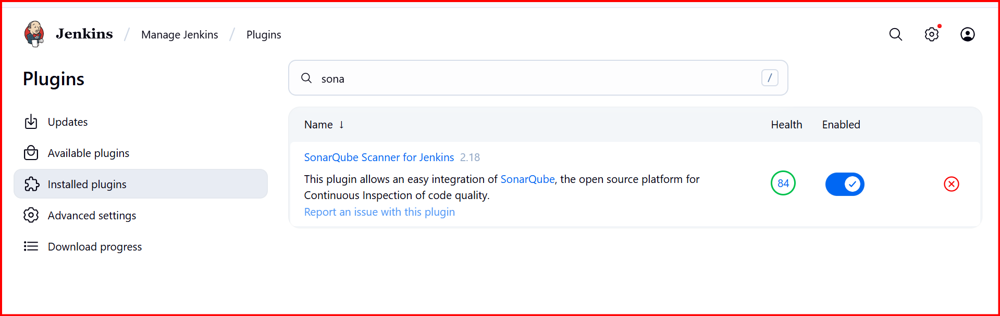 Jenkins / Manage Jenkins / Plugins
Plugins
sona /
Updates
Available plugins
Installed plugins
Advanced settings
Download progress
Name ↓ Health Enabled
SonarQube Scanner for Jenkins 2.18
This plugin allows an easy integration of SonarQube, the open source platform for
Continuous Inspection of code quality.
Report an issue with this plugin
84